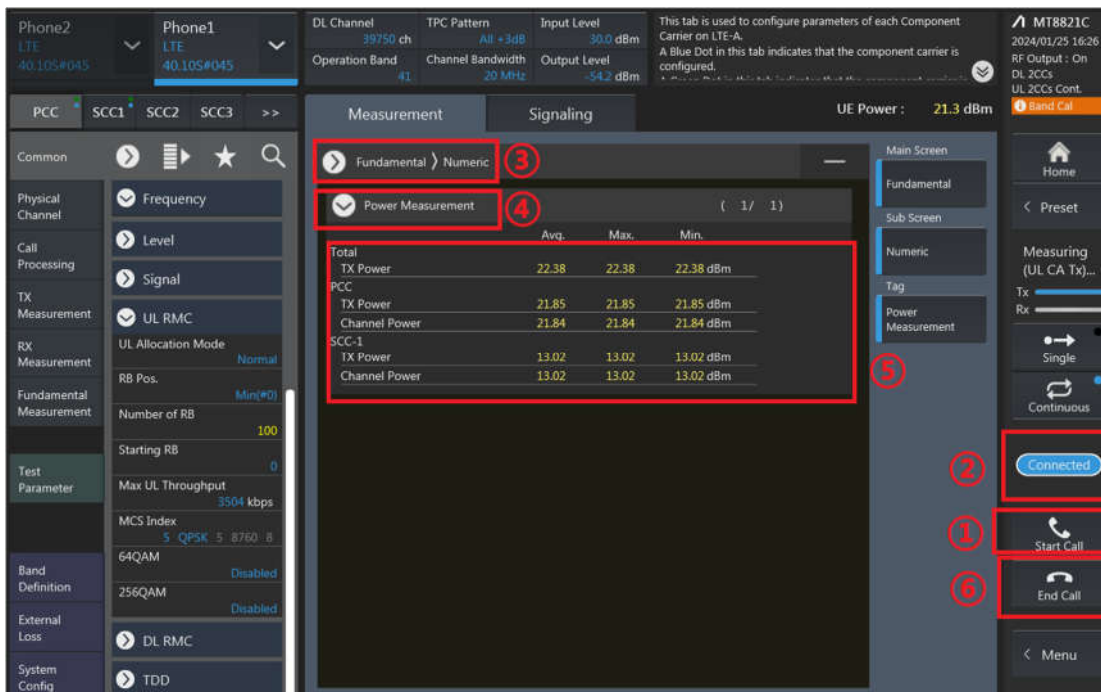 Phone2
LTE
40.10S#045
Phone1
LTE
40.10S#045
DL Channel
39750 ch
TPC Pattern
All +3dB
Input Level
30.0 dBm
Operation Band
41
Channel Bandwidth
20 MHz
Output Level
-54.2 dBm
This tab is used to configure parameters of each Component
Carrier on LTE-A.
A Blue Dot in this tab indicates that the component carrier is
configured.
MT8821C
2024/01/25 16:26
RF Output : On
DL 2CCs
UL 2CCs Cont.
Band Cal
PCC
SCC1
SCC2
SCC3
>>
Measurement
Signaling
UE Power : 21.3 dBm
Common
Physical
Channel
Call
Processing
TX
Measurement
RX
Measurement
Fundamental
Measurement
Test
Parameter
Band
Definition
External
Loss
System
Config
Frequency
Level
Signal
UL RMC
UL Allocation Mode
Normal
RB Pos.
Min(#0)
Number of RB
100
Starting RB
0
Max UL Throughput
3504 kbps
MCS Index
5 QPSK 5 8760 8
64QAM
Disabled
256QAM
Disabled
DL RMC
TDD
Fundamental 〉 Numeric
③
Power Measurement ( 1/ 1)
④
Avg. Max. Min.
Total
TX Power 22.38 22.38 22.38 dBm
PCC
TX Power 21.85 21.85 21.85 dBm
Channel Power 21.84 21.84 21.84 dBm
SCC-1
TX Power 13.02 13.02 13.02 dBm
Channel Power 13.02 13.02 13.02 dBm
⑤
Main Screen
Fundamental
Sub Screen
Numeric
Tag
Power
Measurement
Home
< Preset
Measuring
(UL CA Tx)...
Tx
Rx
Single
Continuous
② Connected
① Start Call
⑥ End Call
< Menu